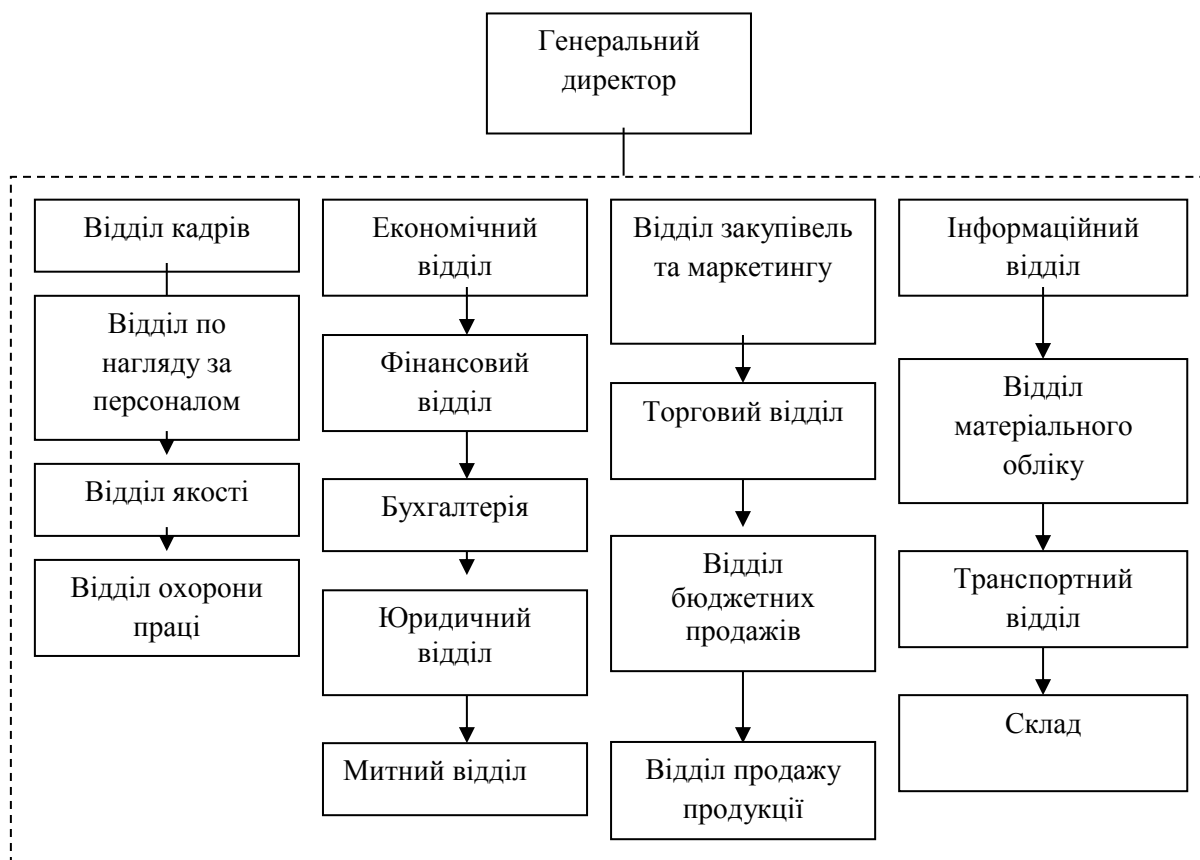 Генеральний
директор
Відділ кадрів
Відділ по
нагляду за
персоналом
Відділ якості
Відділ охорони
праці
Економічний
відділ
Фінансовий
відділ
Бухгалтерія
Юридичний
відділ
Митний відділ
Відділ закупівель
та маркетингу
Торговий відділ
Відділ
бюджетних
продажів
Відділ продажу
продукції
Інформаційний
відділ
Відділ
матеріального
обліку
Транспортний
відділ
Склад